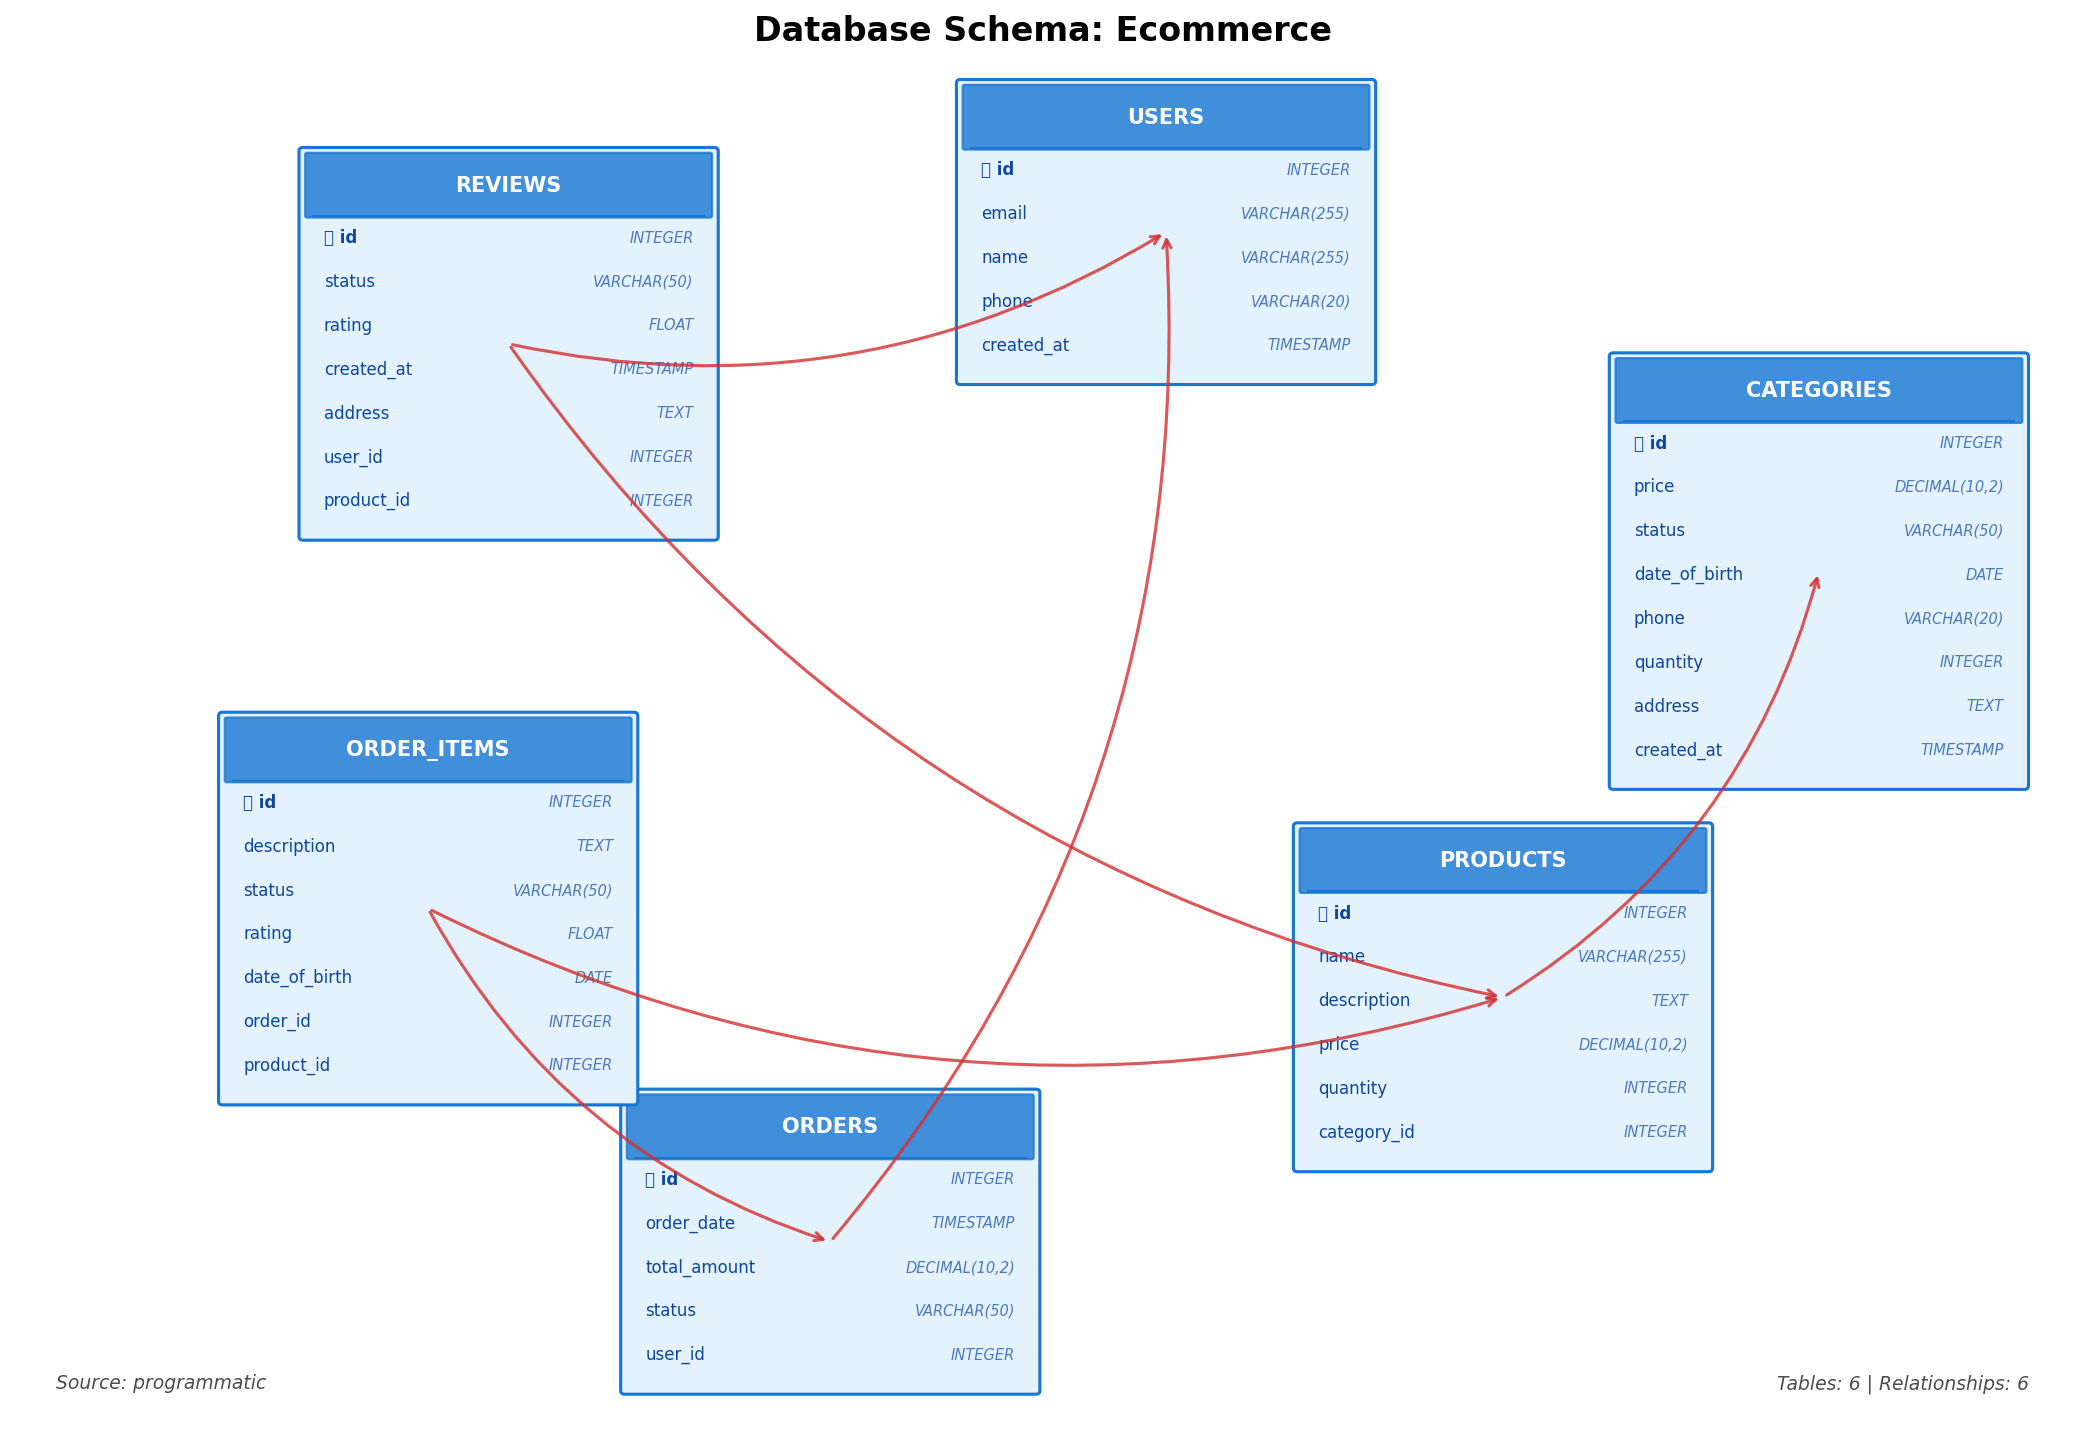 Database Schema: Ecommerce
USERS
id INTEGER
email VARCHAR(255)
name VARCHAR(255)
phone VARCHAR(20)
created_at TIMESTAMP
REVIEWS
id INTEGER
status VARCHAR(50)
rating FLOAT
created_at TIMESTAMP
address TEXT
user_id INTEGER
product_id INTEGER
CATEGORIES
id INTEGER
price DECIMAL(10,2)
status VARCHAR(50)
date_of_birth DATE
phone VARCHAR(20)
quantity INTEGER
address TEXT
created_at TIMESTAMP
ORDER_ITEMS
id INTEGER
description TEXT
status VARCHAR(50)
rating FLOAT
date_of_birth DATE
order_id INTEGER
product_id INTEGER
PRODUCTS
id INTEGER
name VARCHAR(255)
description TEXT
price DECIMAL(10,2)
quantity INTEGER
category_id INTEGER
ORDERS
id INTEGER
order_date TIMESTAMP
total_amount DECIMAL(10,2)
status VARCHAR(50)
user_id INTEGER
Source: programmatic
Tables: 6 | Relationships: 6